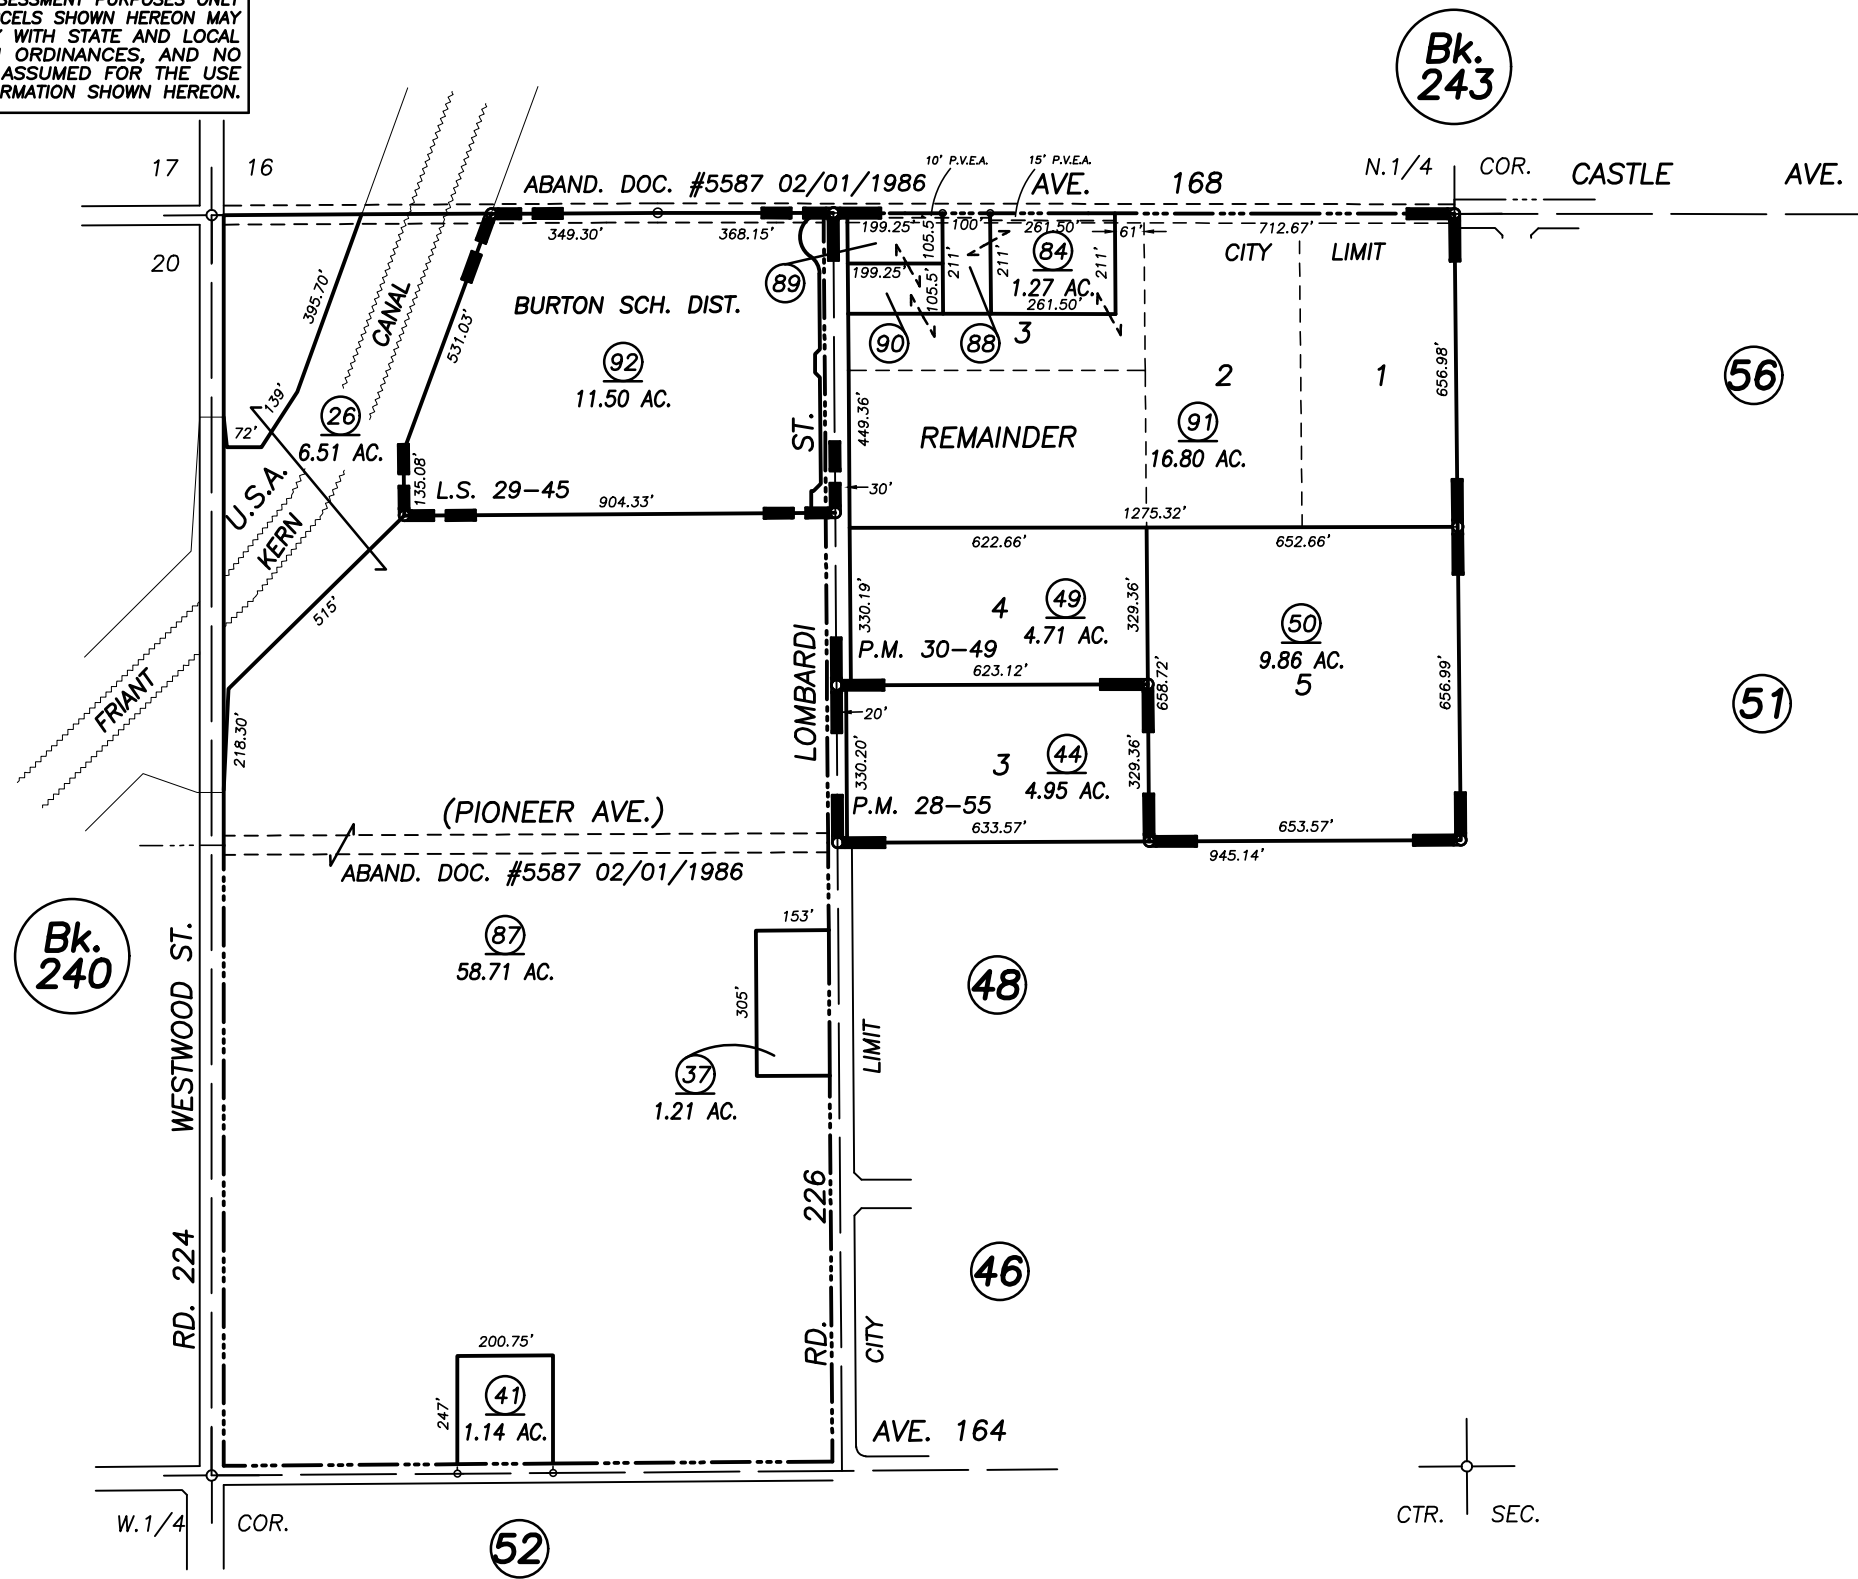 SESSMENT PURPOSES ONLY
CELS SHOWN HEREON MAY
WITH STATE AND LOCAL
ORDINANCES, AND NO
ASSUMED FOR THE USE
RMATION SHOWN HEREON.
Bk.
243
17 16
20
N.1/4 COR.
CASTLE AVE.
ABAND. DOC. #5587 02/01/1986
10' P.V.E.A.
15' P.V.E.A.
AVE. 168
349.30'
368.15'
199.25'
105.5'
100'
261.50'
61'
712.67'
CITY LIMIT
84
1.27 AC.
261.50'
211'
211'
211'
199.25'
105.5'
89
90
88
3
395.70'
CANAL
531.03'
BURTON SCH. DIST.
92
11.50 AC.
139'
72'
26
6.51 AC.
U.S.A.
KERN
135.08'
L.S. 29-45
904.33'
ST.
449.36'
30'
REMAINDER
2
1
91
16.80 AC.
656.98'
56
1275.32'
622.66'
652.66'
515'
218.30'
FRIANT
LOMBARDI
330.19'
4
49
4.71 AC.
329.36'
P.M. 30-49
623.12'
658.72'
50
9.86 AC.
5
656.99'
51
20'
330.20'
3
44
4.95 AC.
329.36'
P.M. 28-55
633.57'
653.57'
945.14'
(PIONEER AVE.)
ABAND. DOC. #5587 02/01/1986
Bk.
240
WESTWOOD ST.
87
58.71 AC.
153'
305'
37
1.21 AC.
LIMIT
48
RD. 224
RD. 226
CITY
46
200.75'
247'
41
1.14 AC.
AVE. 164
W.1/4 COR.
52
CTR. SEC.